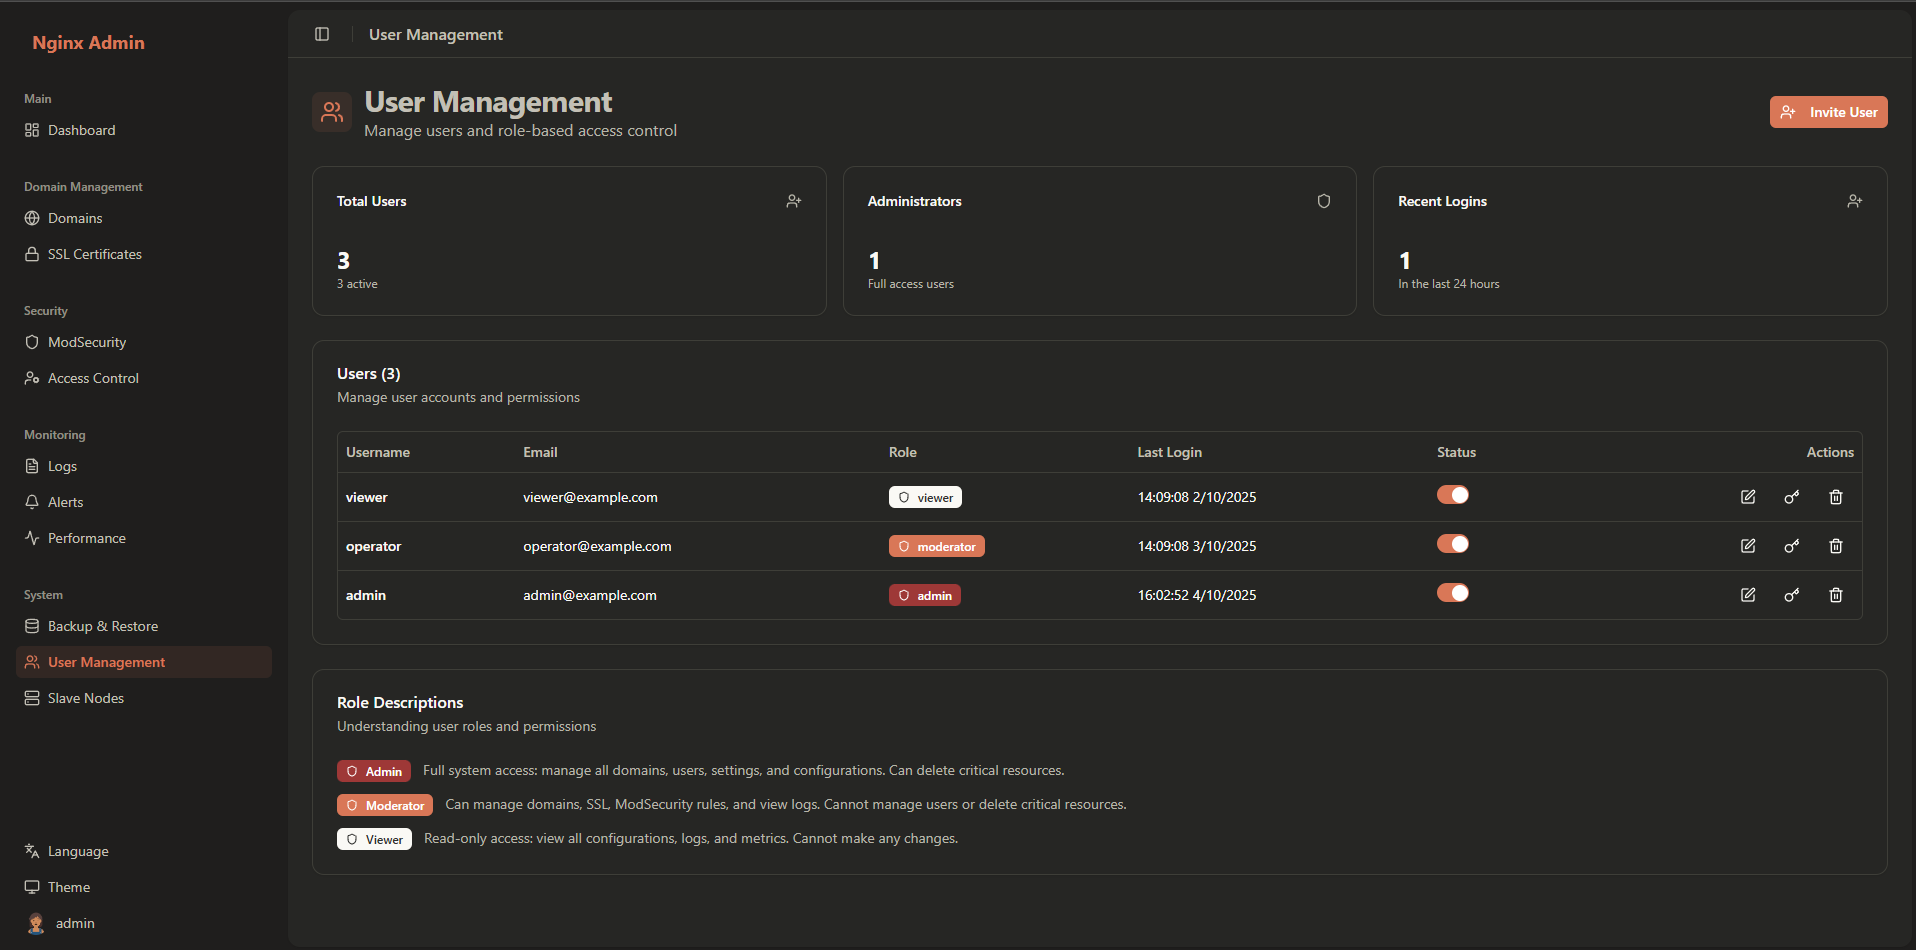 Nginx Admin
Main
Dashboard
Domain Management
Domains
SSL Certificates
Security
ModSecurity
Access Control
Monitoring
Logs
Alerts
Performance
System
Backup & Restore
User Management
Slave Nodes
Language
Theme
admin
User Management
User Management
Manage users and role-based access control
Invite User
Total Users
3
3 active
Administrators
1
Full access users
Recent Logins
1
In the last 24 hours
Users (3)
Manage user accounts and permissions
Username Email Role Last Login Status Actions
viewer viewer@example.com viewer 14:09:08 2/10/2025
operator operator@example.com moderator 14:09:08 3/10/2025
admin admin@example.com admin 16:02:52 4/10/2025
Role Descriptions
Understanding user roles and permissions
Admin Full system access: manage all domains, users, settings, and configurations. Can delete critical resources.
Moderator Can manage domains, SSL, ModSecurity rules, and view logs. Cannot manage users or delete critical resources.
Viewer Read-only access: view all configurations, logs, and metrics. Cannot make any changes.